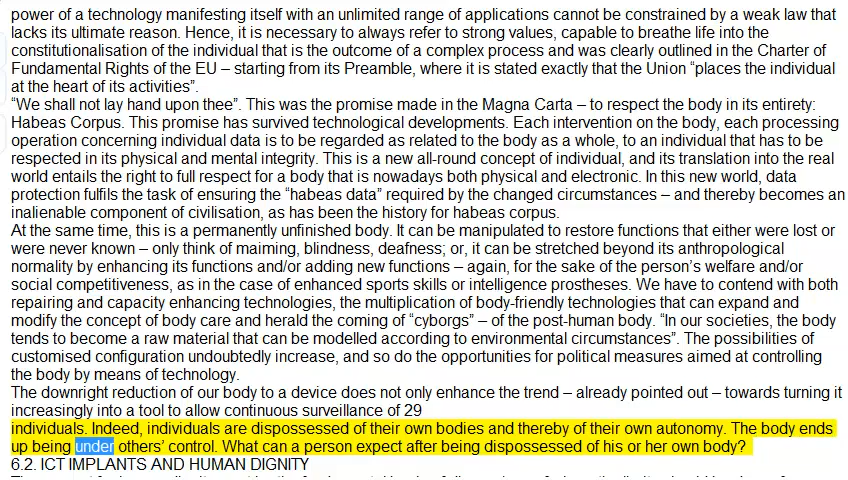 power of a technology manifesting itself with an unlimited range of applications cannot be constrained by a weak law that
lacks its ultimate reason. Hence, it is necessary to always refer to strong values, capable to breathe life into the
constitutionalisation of the individual that is the outcome of a complex process and was clearly outlined in the Charter of
Fundamental Rights of the EU – starting from its Preamble, where it is stated exactly that the Union “places the individual
at the heart of its activities”.
“We shall not lay hand upon thee”. This was the promise made in the Magna Carta – to respect the body in its entirety:
Habeas Corpus. This promise has survived technological developments. Each intervention on the body, each processing
operation concerning individual data is to be regarded as related to the body as a whole, to an individual that has to be
respected in its physical and mental integrity. This is a new all-round concept of individual, and its translation into the real
world entails the right to full respect for a body that is nowadays both physical and electronic. In this new world, data
protection fulfils the task of ensuring the “habeas data” required by the changed circumstances – and thereby becomes an
inalienable component of civilisation, as has been the history for habeas corpus.
At the same time, this is a permanently unfinished body. It can be manipulated to restore functions that either were lost or
were never known – only think of maiming, blindness, deafness; or, it can be stretched beyond its anthropological
normality by enhancing its functions and/or adding new functions – again, for the sake of the person’s welfare and/or
social competitiveness, as in the case of enhanced sports skills or intelligence prostheses. We have to contend with both
repairing and capacity enhancing technologies, the multiplication of body-friendly technologies that can expand and
modify the concept of body care and herald the coming of “cyborgs” – of the post-human body. “In our societies, the body
tends to become a raw material that can be modelled according to environmental circumstances”. The possibilities of
customised configuration undoubtedly increase, and so do the opportunities for political measures aimed at controlling
the body by means of technology.
The downright reduction of our body to a device does not only enhance the trend – already pointed out – towards turning it
increasingly into a tool to allow continuous surveillance of 29
individuals. Indeed, individuals are dispossessed of their own bodies and thereby of their own autonomy. The body ends
up being under others’ control. What can a person expect after being dispossessed of his or her own body?
6.2. ICT IMPLANTS AND HUMAN DIGNITY